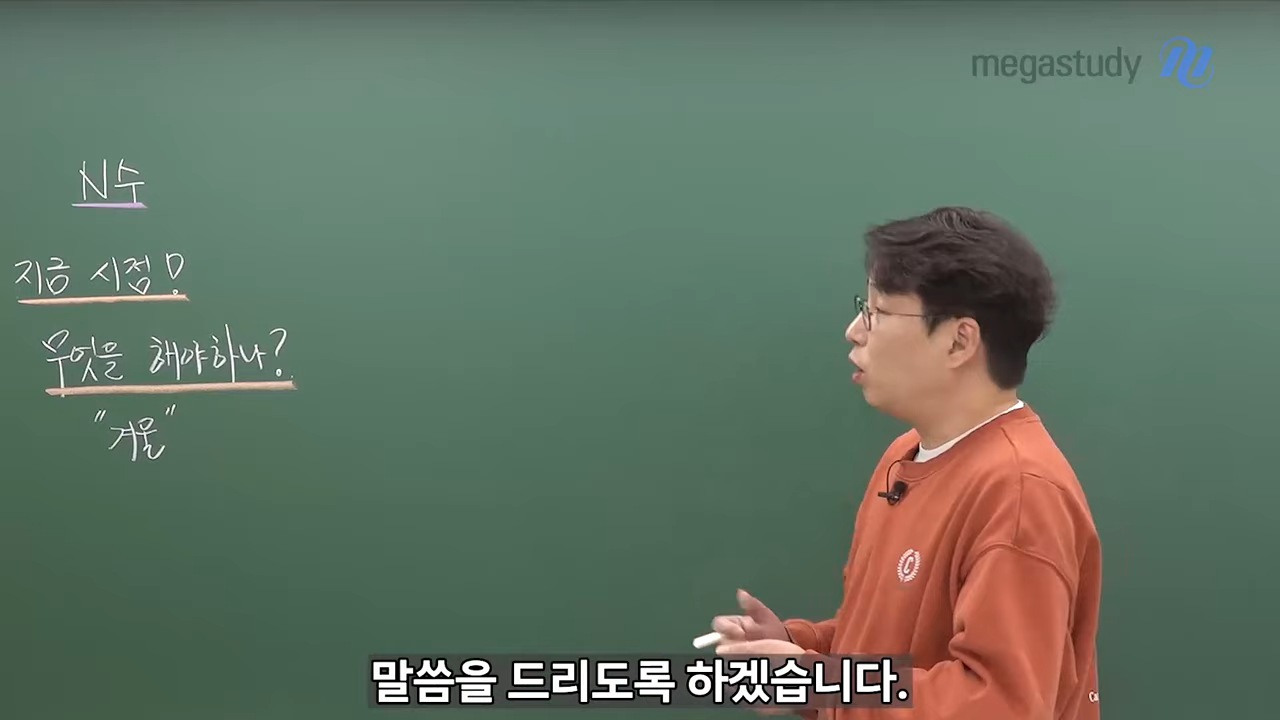 megastudy
N수
지금 시점!
무엇을 해야하나?
"겨울"
C
말씀을 드리도록 하겠습니다.